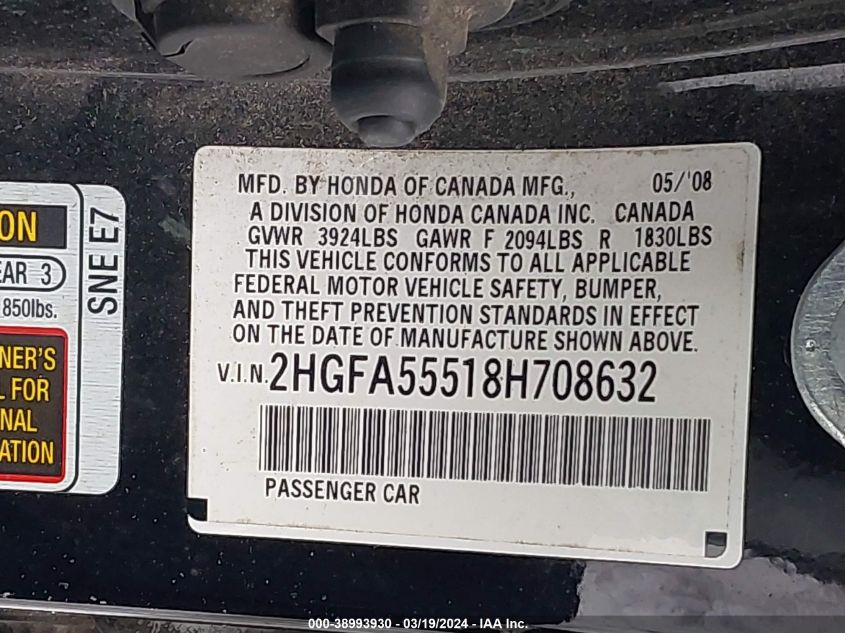 MFD. BY HONDA OF CANADA MFG., 05/'08
A DIVISION OF HONDA CANADA INC. CANADA
GVWR 3924LBS GAWR F 2094LBS R 1830LBS
THIS VEHICLE CONFORMS TO ALL APPLICABLE
FEDERAL MOTOR VEHICLE SAFETY, BUMPER,
AND THEFT PREVENTION STANDARDS IN EFFECT
ON THE DATE OF MANUFACTURE SHOWN ABOVE.
V.I.N. 2HGFA55518H708632
PASSENGER CAR
SNE E7
ON
EAR 3
850lbs.
NER'S
L FOR
NAL
ATION
000-38993930 - 03/19/2024 - IAA Inc.